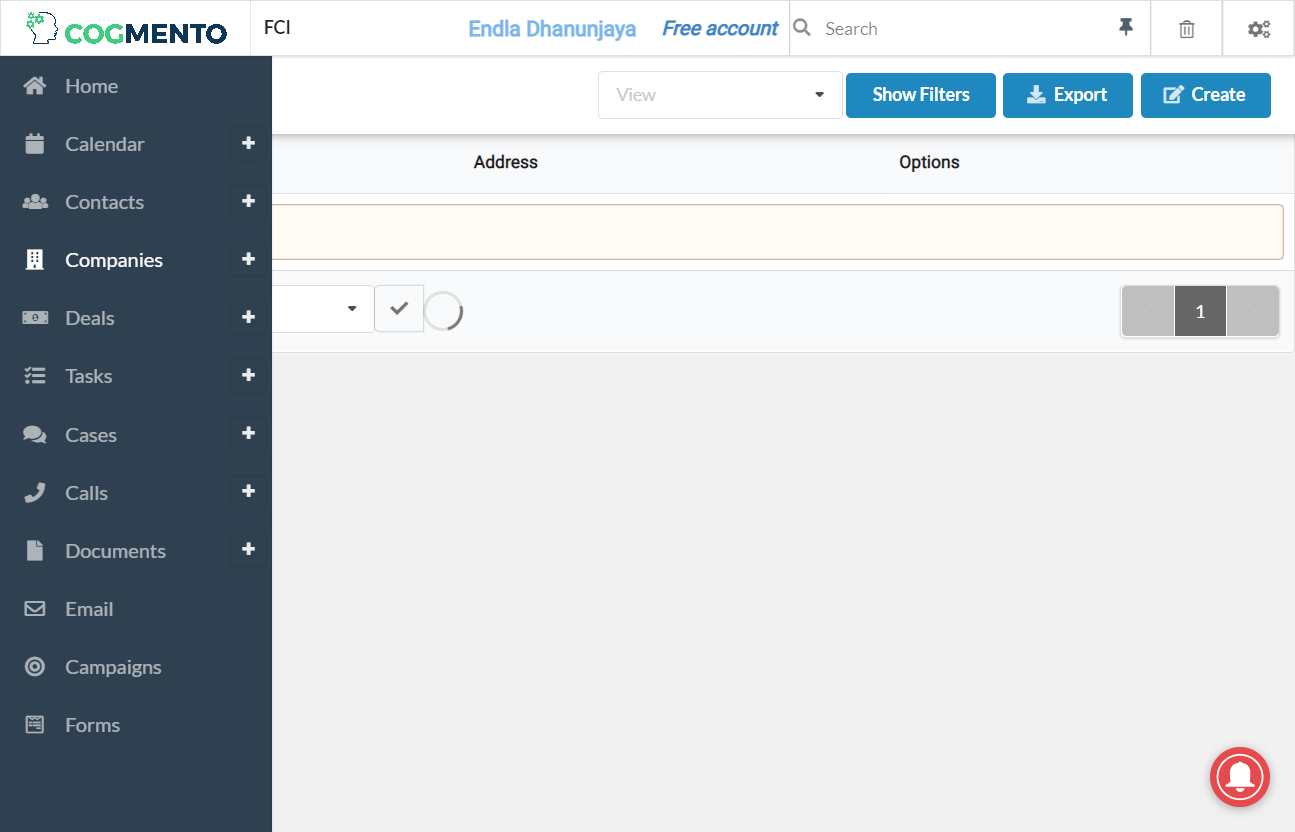 COGMENTO
FCI
Endla Dhanunjaya
Free account
Search
Home
Calendar
Contacts
Companies
Deals
Tasks
Cases
Calls
Documents
Email
Campaigns
Forms
View
Show Filters
Export
Create
Address
Options
1